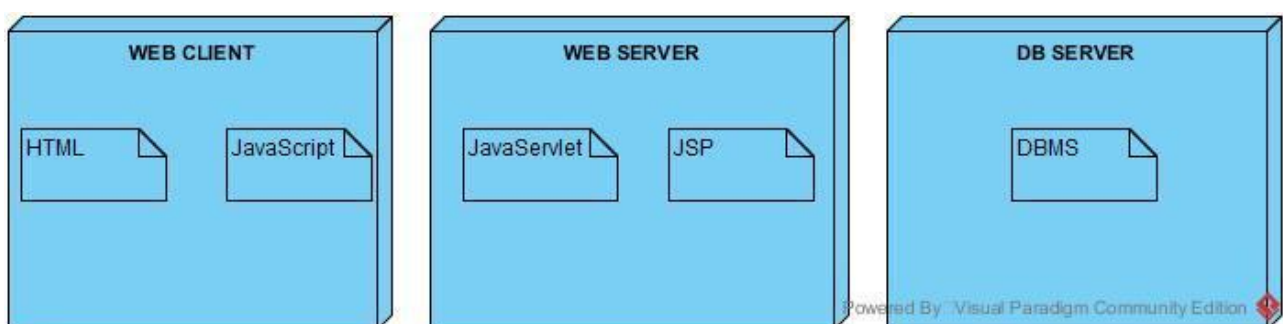 WEB CLIENT
HTML
JavaScript
WEB SERVER
JavaServlet
JSP
DB SERVER
DBMS
Powered By Visual Paradigm Community Edition